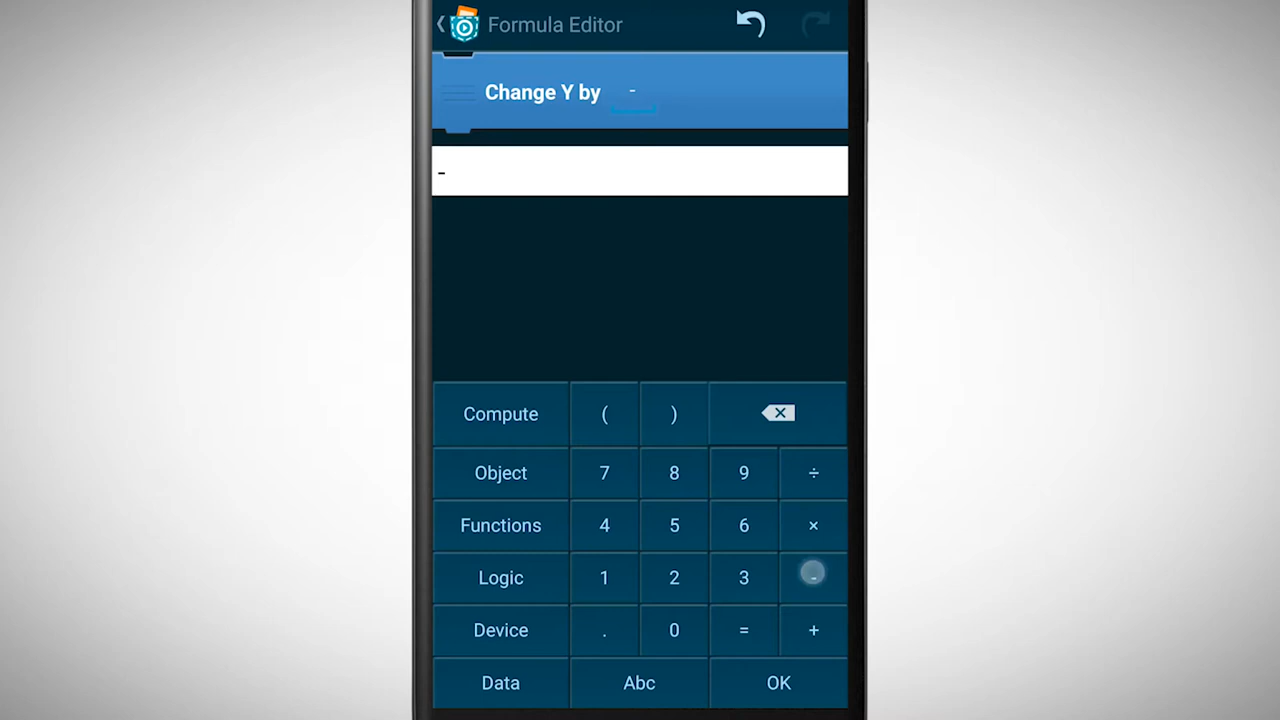 Formula Editor
Change Y by -
-
Compute ( )
Object 7 8 9 ÷
Functions 4 5 6 ×
Logic 1 2 3 -
Device . 0 = +
Data Abc OK